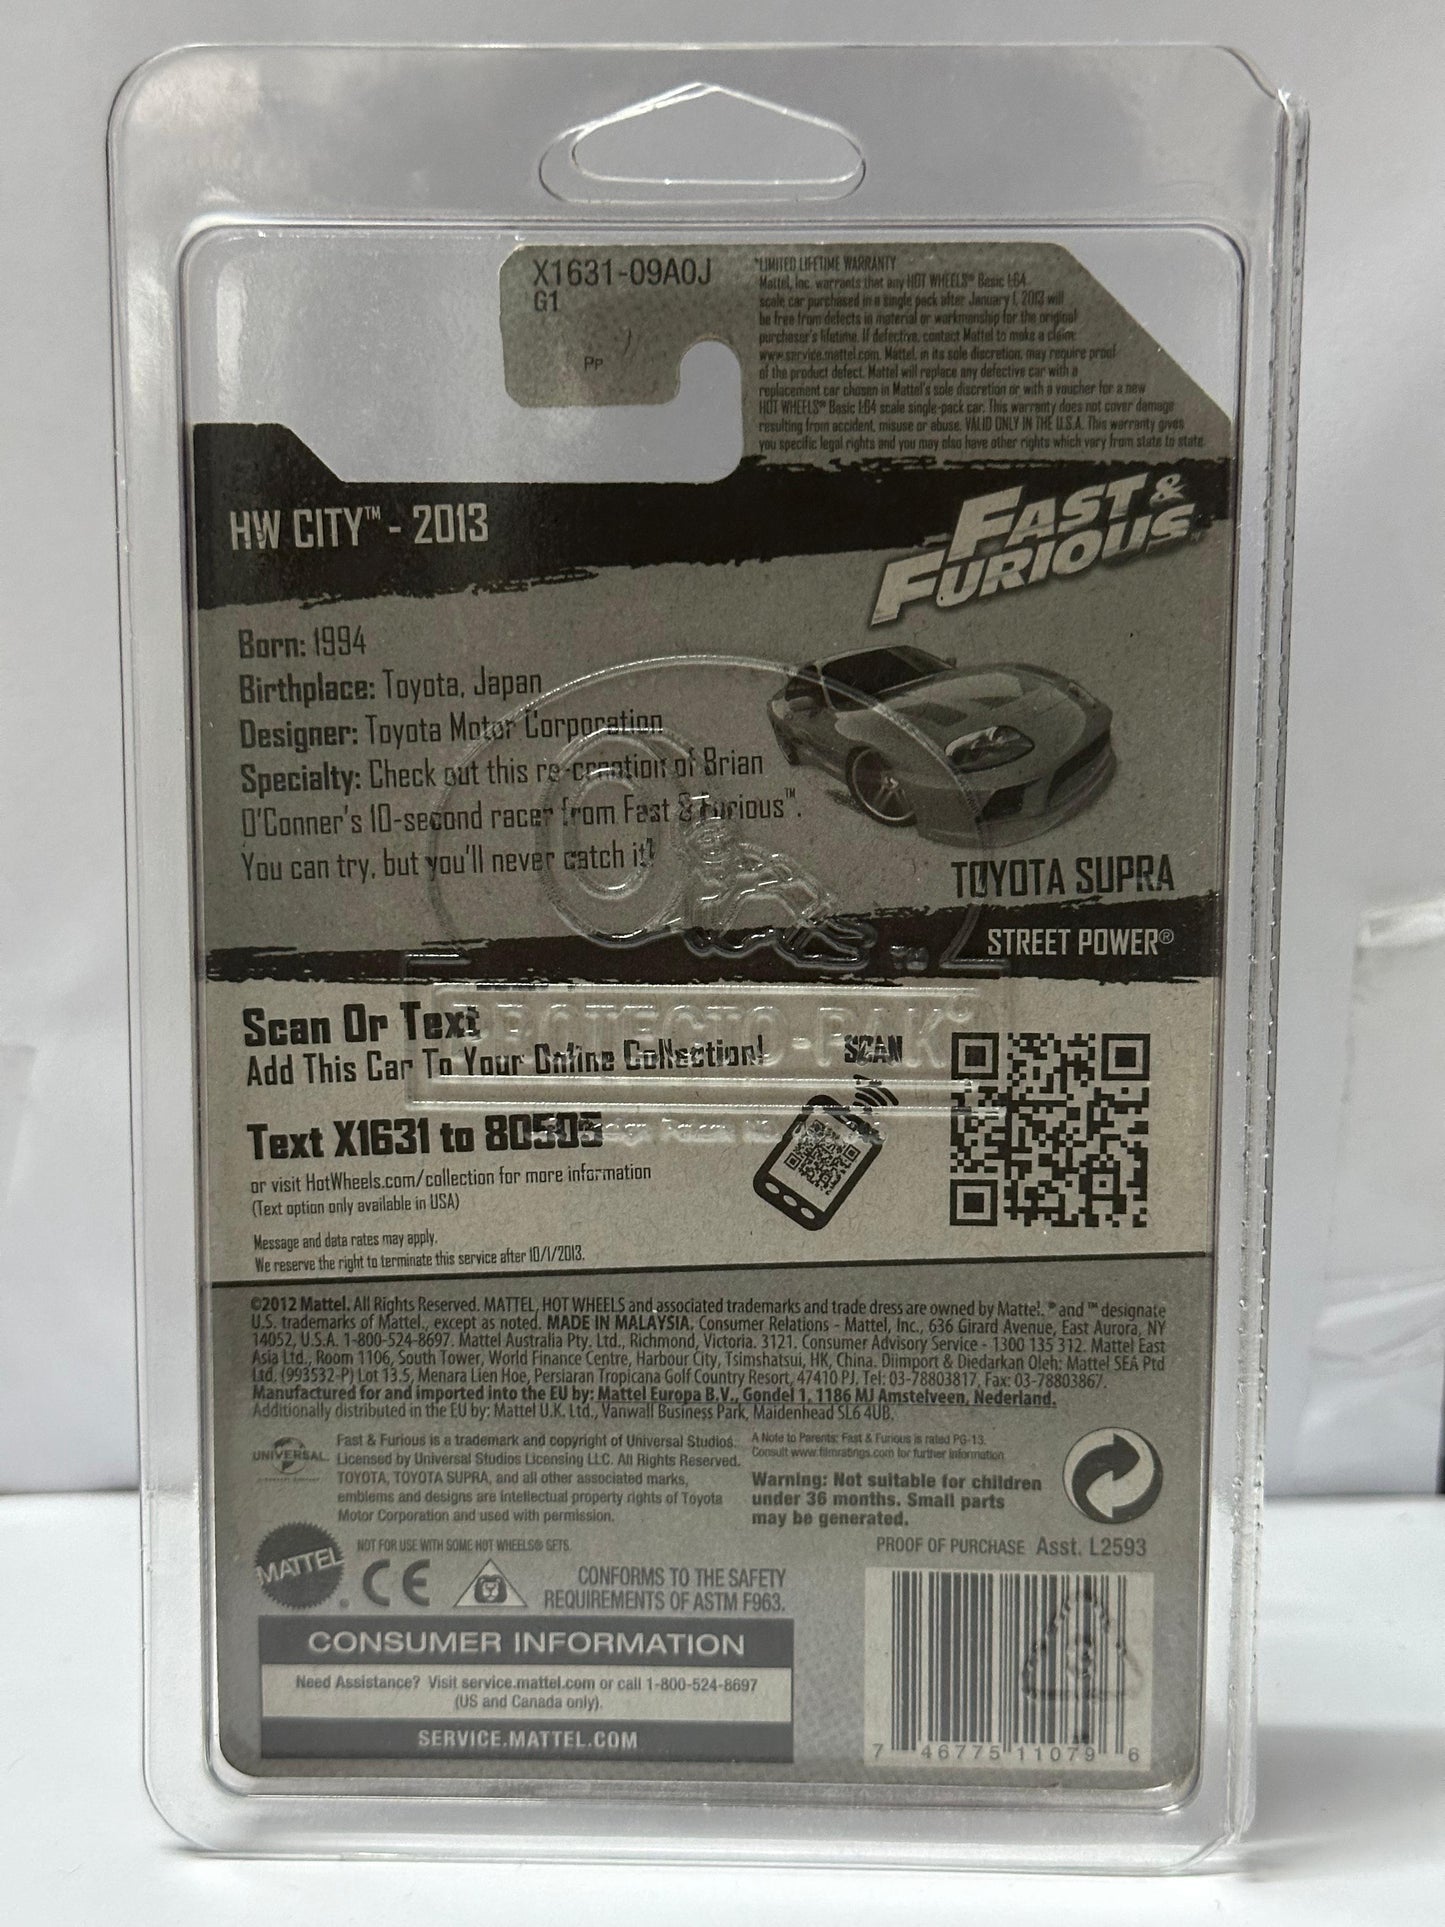 X1631-09A0J
G1
PP
*LIMITED LIFETIME WARRANTY
Mattel, Inc. warrants that any HOT WHEELS® Basic 1:64
scale car purchased in a single pack after January 1, 2013 will
be free from defects in material or workmanship for the original
purchaser's lifetime. If defective, contact Mattel to make a claim:
www.service.mattel.com. Mattel, in its sole discretion, may require proof
of the product defect. Mattel will replace any defective car with a
replacement car chosen in Mattel's sole discretion or with a voucher for a new
HOT WHEELS® Basic 1:64 scale single-pack car. This warranty does not cover damage
resulting from accident, misuse or abuse. VALID ONLY IN THE U.S.A. This warranty gives
you specific legal rights and you may also have other rights which vary from state to state.
HW CITY™ - 2013
FAST &
FURIOUS
Born: 1994
Birthplace: Toyota, Japan
Designer: Toyota Motor Corporation
Specialty: Check out this re-creation of Brian
O'Conner's 10-second racer from Fast & Furious™.
You can try, but you'll never catch it!
TOYOTA SUPRA
STREET POWER®
PROTECTO-PAK®
Scan Or Text
Add This Car To Your Online Collection!
SCAN
Text X1631 to 80505
or visit HotWheels.com/collection for more information
(Text option only available in USA)
Message and data rates may apply.
We reserve the right to terminate this service after 10/1/2013.
©2012 Mattel. All Rights Reserved. MATTEL, HOT WHEELS and associated trademarks and trade dress are owned by Mattel. ® and ™ designate
U.S. trademarks of Mattel, except as noted. MADE IN MALAYSIA. Consumer Relations - Mattel, Inc., 636 Girard Avenue, East Aurora, NY
14052, U.S.A. 1-800-524-8697. Mattel Australia Pty. Ltd., Richmond, Victoria. 3121. Consumer Advisory Service - 1300 135 312. Mattel East
Asia Ltd., Room 1106, South Tower, World Finance Centre, Harbour City, Tsimshatsui, HK, China. Diimport & Diedarkan Oleh: Mattel SEA Ptd
Ltd. (993532-P) Lot 13.5, Menara Lien Hoe, Persiaran Tropicana Golf Country Resort, 47410 PJ. Tel: 03-78803817, Fax: 03-78803867.
Manufactured for and imported into the EU by: Mattel Europa B.V., Gondel 1, 1186 MJ Amstelveen, Nederland.
Additionally distributed in the EU by: Mattel U.K. Ltd., Vanwall Business Park, Maidenhead SL6 4UB.
UNIVERSAL
Fast & Furious is a trademark and copyright of Universal Studios.
Licensed by Universal Studios Licensing LLC. All Rights Reserved.
TOYOTA, TOYOTA SUPRA, and all other associated marks,
emblems and designs are intellectual property rights of Toyota
Motor Corporation and used with permission.
A Note to Parents: Fast & Furious is rated PG-13.
Consult www.filmratings.com for further information
Warning: Not suitable for children
under 36 months. Small parts
may be generated.
NOT FOR USE WITH SOME HOT WHEELS® SETS.
PROOF OF PURCHASE Asst. L2593
MATTEL®
CE
CONFORMS TO THE SAFETY
REQUIREMENTS OF ASTM F963.
CONSUMER INFORMATION
Need Assistance? Visit service.mattel.com or call 1-800-524-8697
(US and Canada only).
SERVICE.MATTEL.COM
7 46775 11079 6